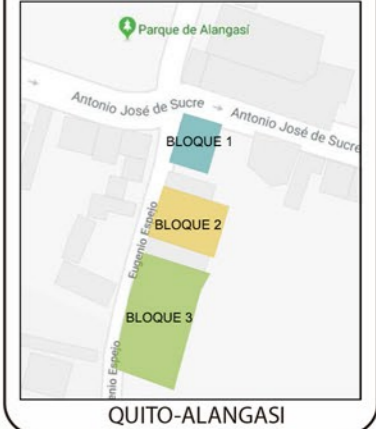 Parque de Alangasí
Antonio José de Sucre
Antonio José de Sucre
BLOQUE 1
Eugenio Espejo
BLOQUE 2
BLOQUE 3
enio Espejo
QUITO-ALANGASI